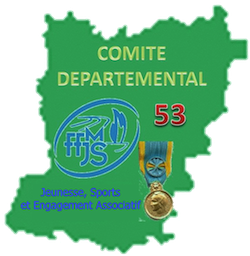 COMITE
DEPARTEMENTAL
53
FFMJS
Jeunesse, Sports
et Engagement Associatif